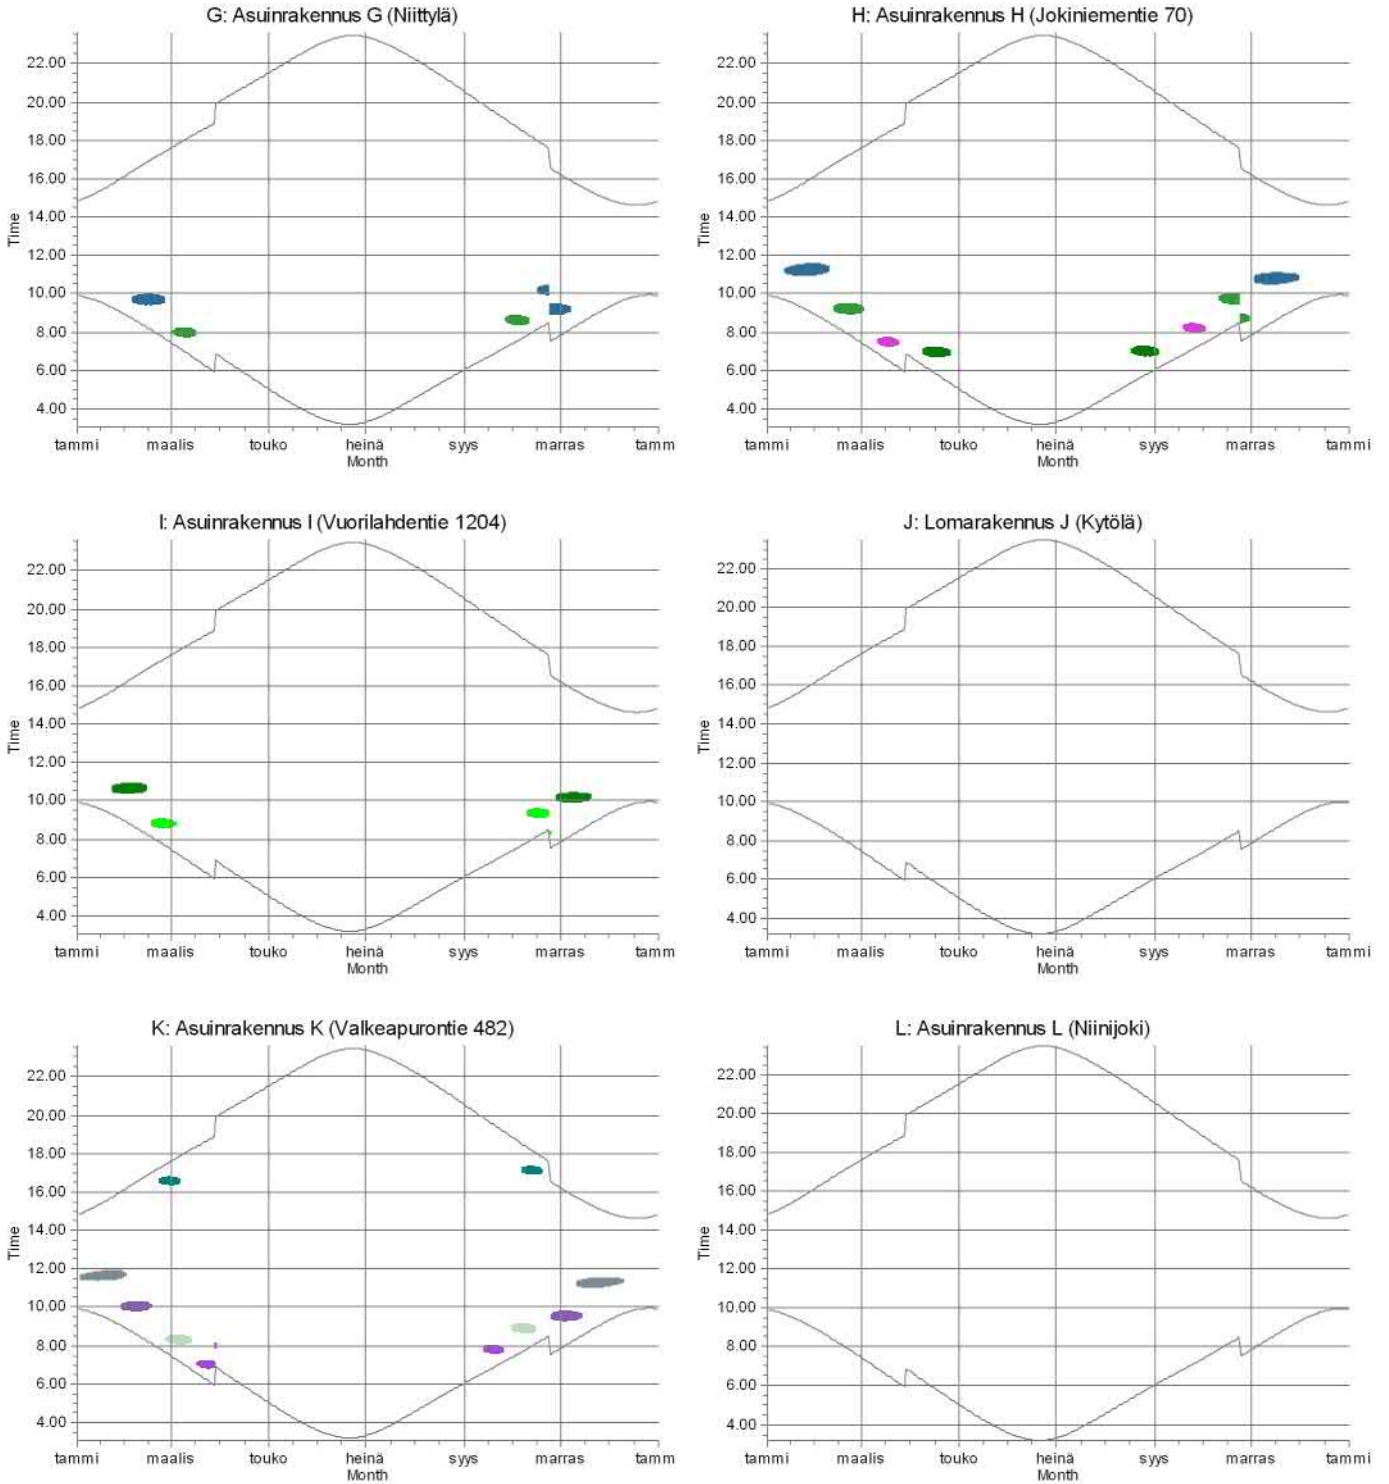 G: Asuinrakennus G (Niittylä)
22.00
20.00
18.00
16.00
14.00
12.00
10.00
8.00
6.00
4.00
Time
tammi maalis touko heinä syys marras tamm
Month
H: Asuinrakennus H (Jokiniementie 70)
22.00
20.00
18.00
16.00
14.00
12.00
10.00
8.00
6.00
4.00
Time
tammi maalis touko heinä syys marras tammi
Month
I: Asuinrakennus I (Vuorilahdentie 1204)
22.00
20.00
18.00
16.00
14.00
12.00
10.00
8.00
6.00
4.00
Time
tammi maalis touko heinä syys marras tamm
Month
J: Lomarakennus J (Kytölä)
22.00
20.00
18.00
16.00
14.00
12.00
10.00
8.00
6.00
4.00
Time
tammi maalis touko heinä syys marras tammi
Month
K: Asuinrakennus K (Valkeapurontie 482)
22.00
20.00
18.00
16.00
14.00
12.00
10.00
8.00
6.00
4.00
Time
tammi maalis touko heinä syys marras tamm
Month
L: Asuinrakennus L (Niinijoki)
22.00
20.00
18.00
16.00
14.00
12.00
10.00
8.00
6.00
4.00
Time
tammi maalis touko heinä syys marras tammi
Month